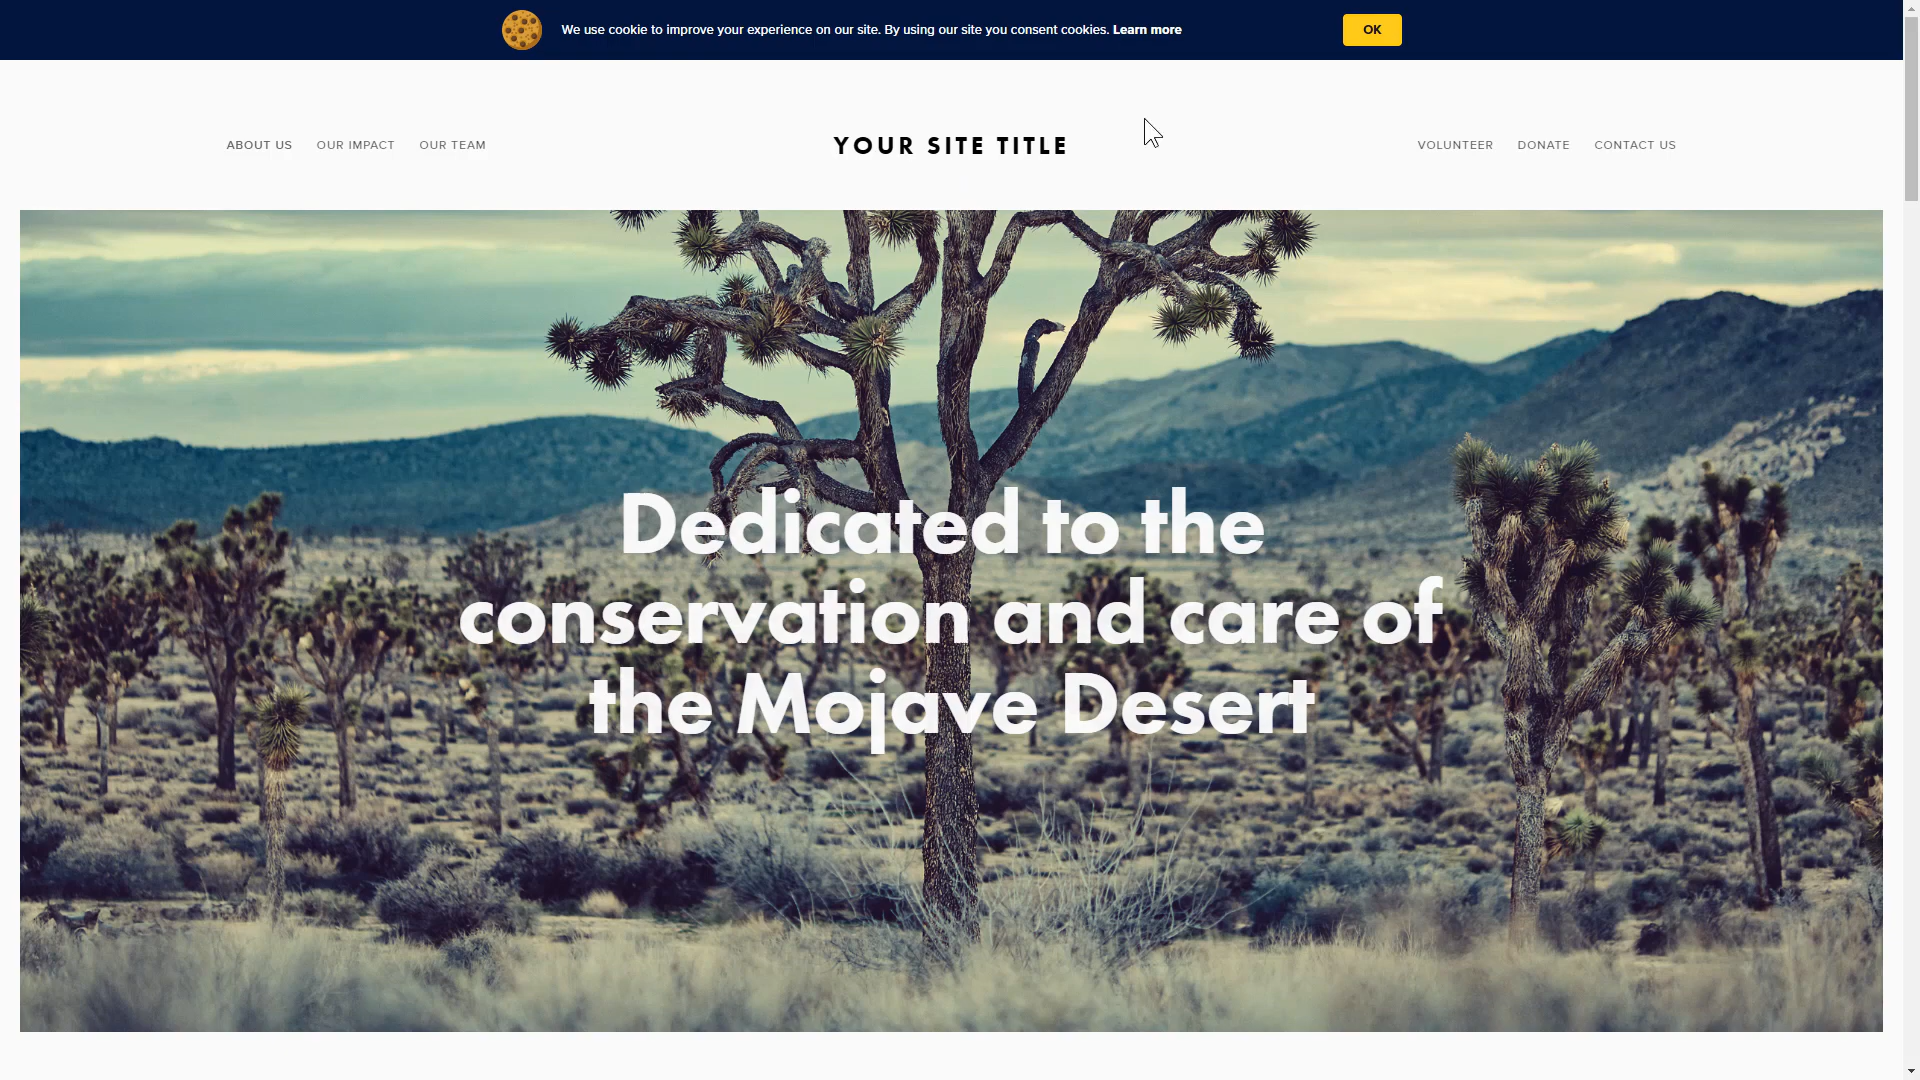 We use cookie to improve your experience on our site. By using our site you consent cookies. Learn more
OK
ABOUT US
OUR IMPACT
OUR TEAM
YOUR SITE TITLE
VOLUNTEER
DONATE
CONTACT US
Dedicated to the
conservation and care of
the Mojave Desert